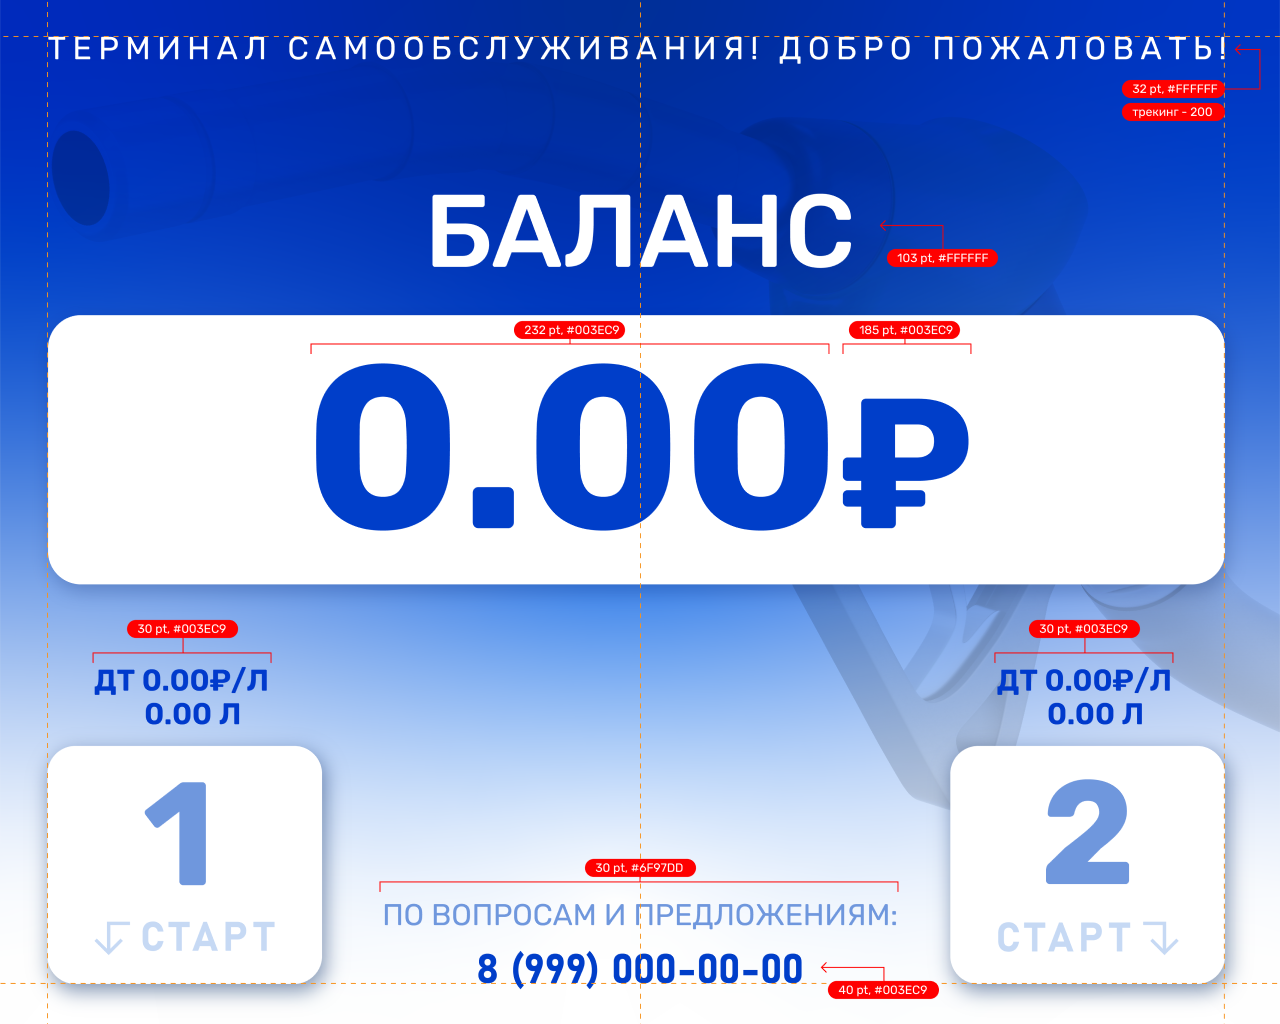 ТЕРМИНАЛ САМООБСЛУЖИВАНИЯ! ДОБРО ПОЖАЛОВАТЬ!
32 pt, #FFFFFF
трекинг - 200
БАЛАНС
103 pt, #FFFFFF
232 pt, #003EC9
185 pt, #003EC9
0.00₽
30 pt, #003EC9
ДТ 0.00₽/Л
0.00 Л
1
СТАРТ
30 pt, #003EC9
ДТ 0.00₽/Л
0.00 Л
2
СТАРТ
30 pt, #6F97DD
ПО ВОПРОСАМ И ПРЕДЛОЖЕНИЯМ:
8 (999) 000-00-00
40 pt, #003EC9